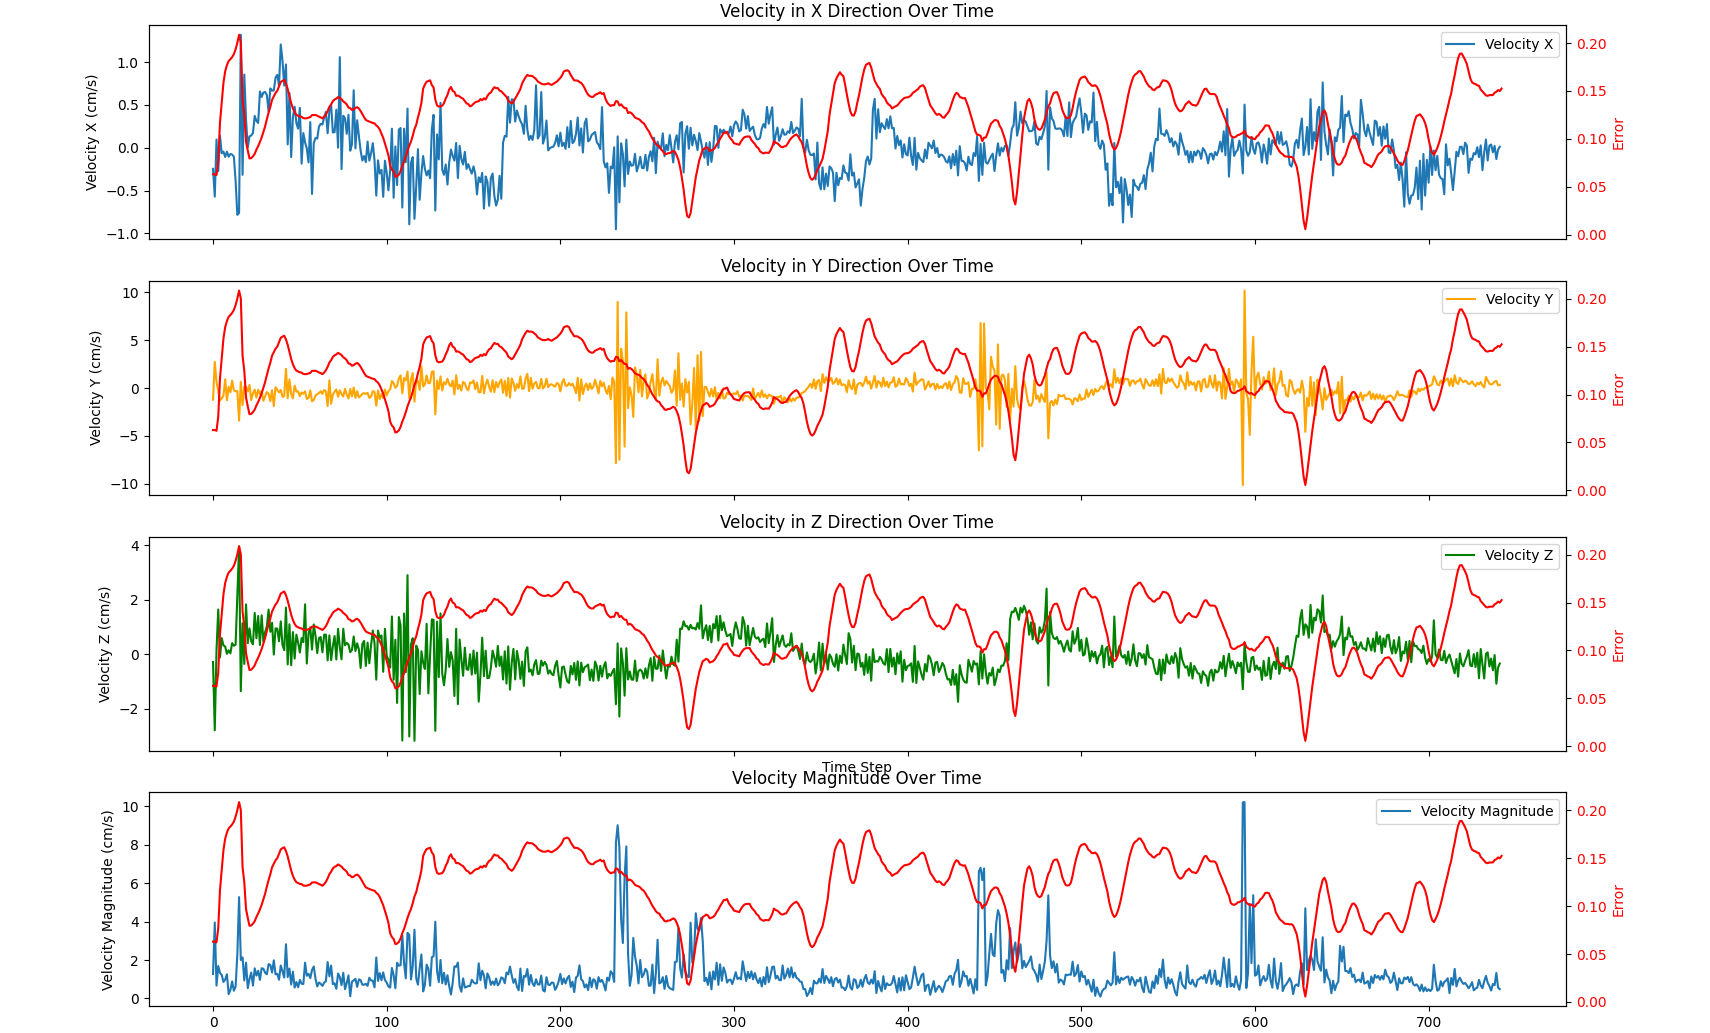 Velocity in X Direction Over Time
Velocity X (cm/s)
1.0
0.5
0.0
−0.5
−1.0
Velocity X
0.20
0.15
0.10
0.05
0.00
Error
Velocity in Y Direction Over Time
Velocity Y (cm/s)
10
5
0
−5
−10
Velocity Y
0.20
0.15
0.10
0.05
0.00
Error
Velocity in Z Direction Over Time
Velocity Z (cm/s)
4
2
0
−2
Velocity Z
0.20
0.15
0.10
0.05
0.00
Error
Time Step
Velocity Magnitude Over Time
Velocity Magnitude (cm/s)
10
8
6
4
2
0
Velocity Magnitude
0.20
0.15
0.10
0.05
0.00
Error
0 100 200 300 400 500 600 700